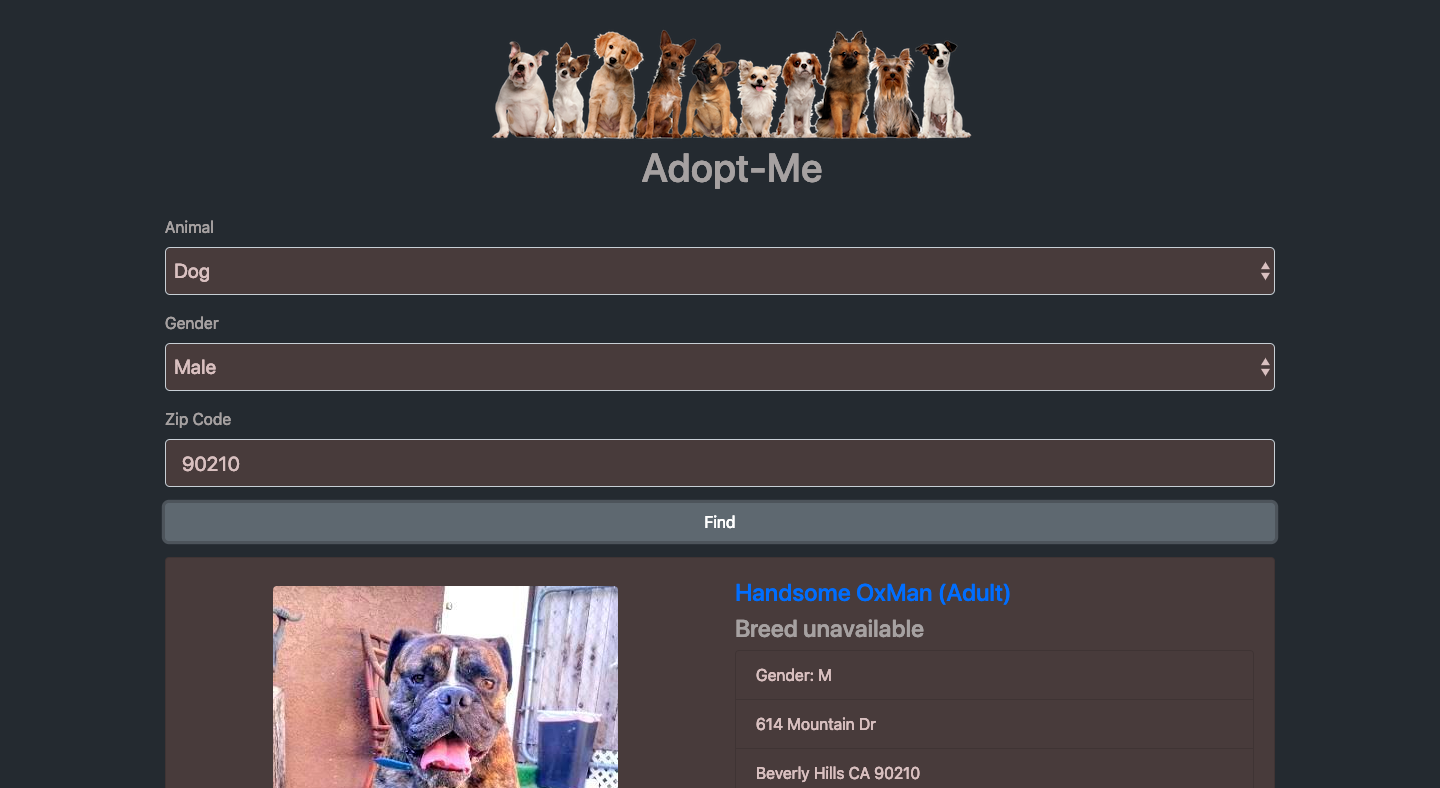 Adopt-Me
Animal
Dog
Gender
Male
Zip Code
90210
Find
Handsome OxMan (Adult)
Breed unavailable
Gender: M
614 Mountain Dr
Beverly Hills CA 90210